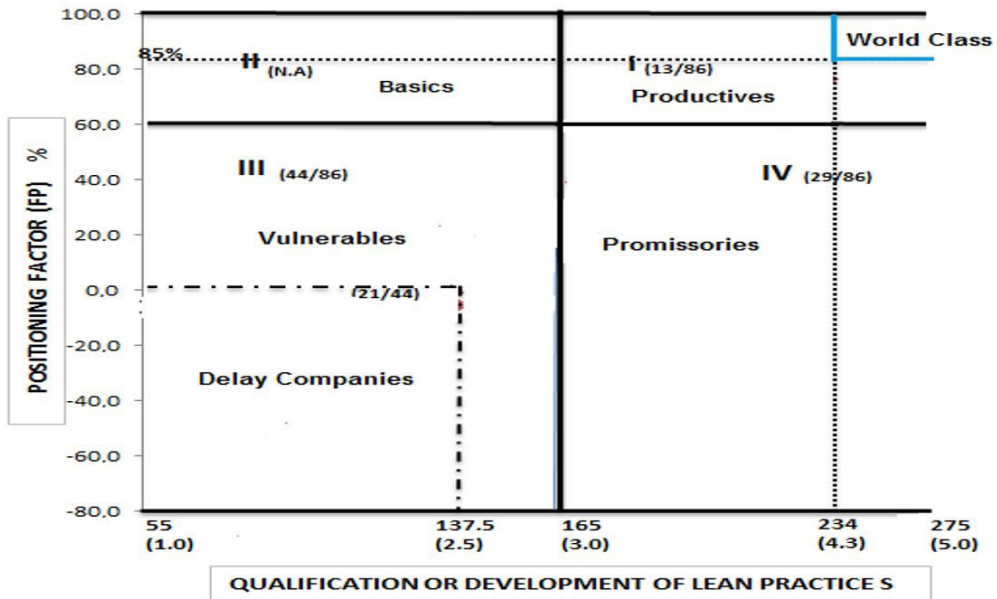 100.0
World Class
85%
II (N.A)
I (13/86)
80.0
Basics
Productives
60.0
III (44/86)
IV (29/86)
40.0
20.0
Vulnerables
Promissories
0,0
(21/44)
-20.0
Delay Companies
-40.0
-60.0
-80.0
55 137.5 165 234 275
(1.0) (2.5) (3.0) (4.3) (5.0)
POSITIONING FACTOR (FP) %
QUALIFICATION OR DEVELOPMENT OF LEAN PRACTICE S